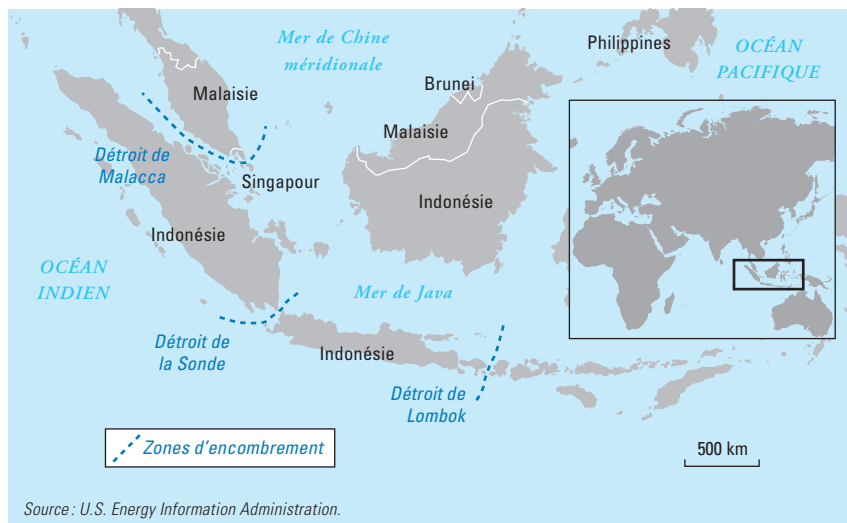 Mer de Chine
méridionale
Philippines
OCÉAN
PACIFIQUE
Brunei
Malaisie
Malaisie
Détroit de
Malacca
Singapour
Indonésie
Indonésie
OCÉAN
INDIEN
Mer de Java
Détroit de
la Sonde
Indonésie
Détroit de
Lombok
Zones d'encombrement
500 km
Source : U.S. Energy Information Administration.